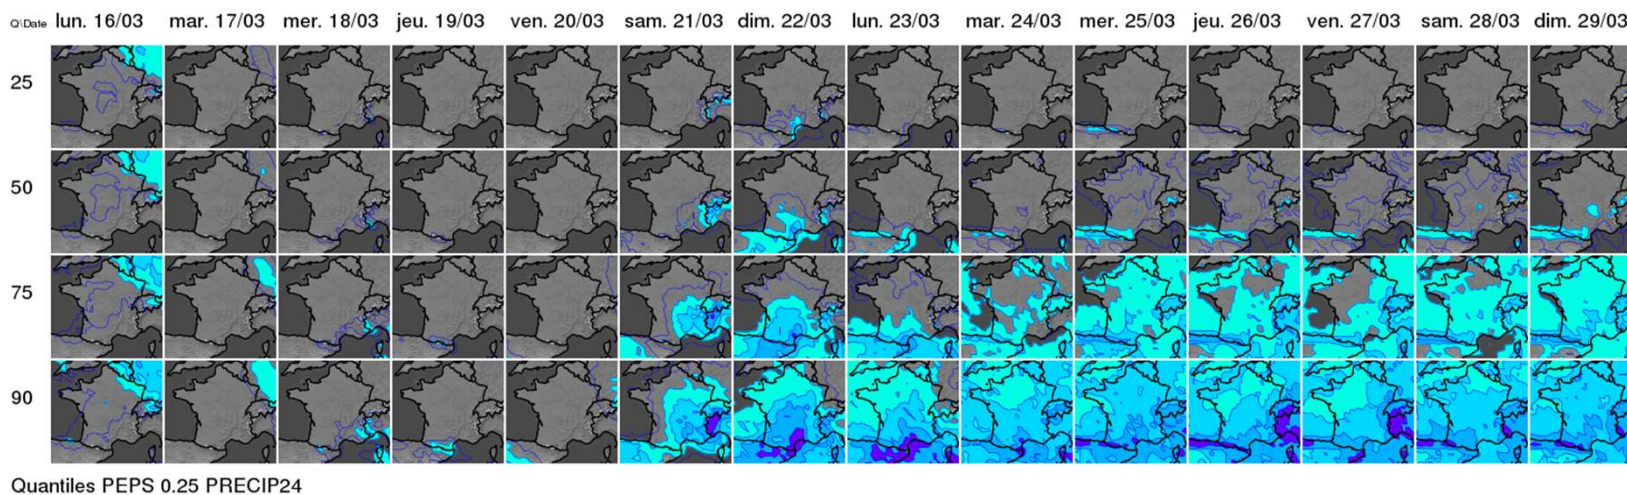 Q\Date lun. 16/03 mar. 17/03 mer. 18/03 jeu. 19/03 ven. 20/03 sam. 21/03 dim. 22/03 lun. 23/03 mar. 24/03 mer. 25/03 jeu. 26/03 ven. 27/03 sam. 28/03 dim. 29/03
25
50
75
90
Quantiles PEPS 0.25 PRECIP24